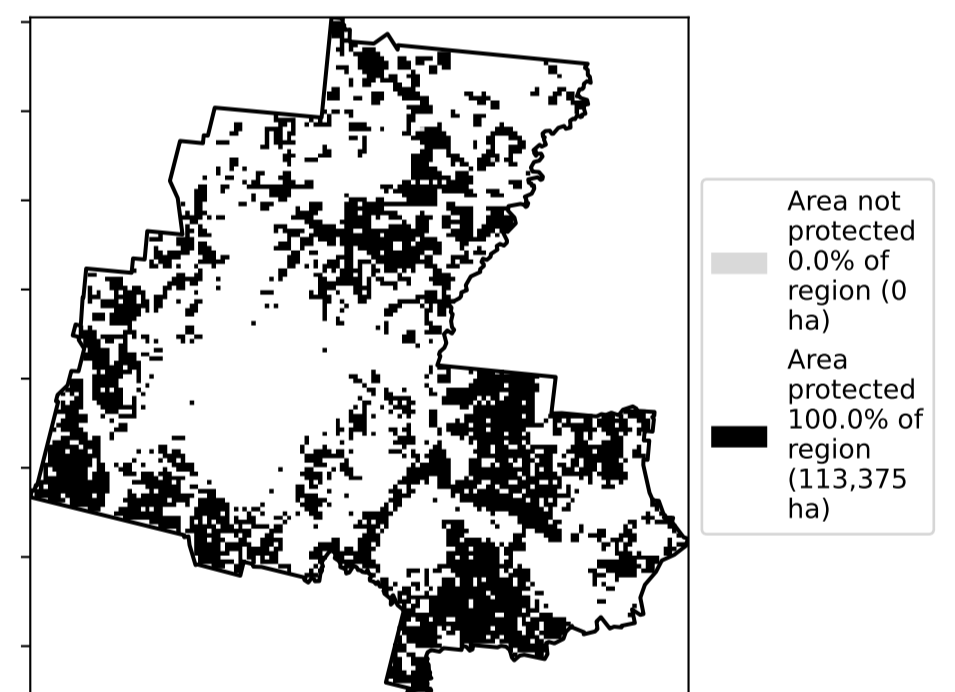 Area not
protected
0.0% of
region (0
ha)
Area
protected
100.0% of
region
(113,375
ha)